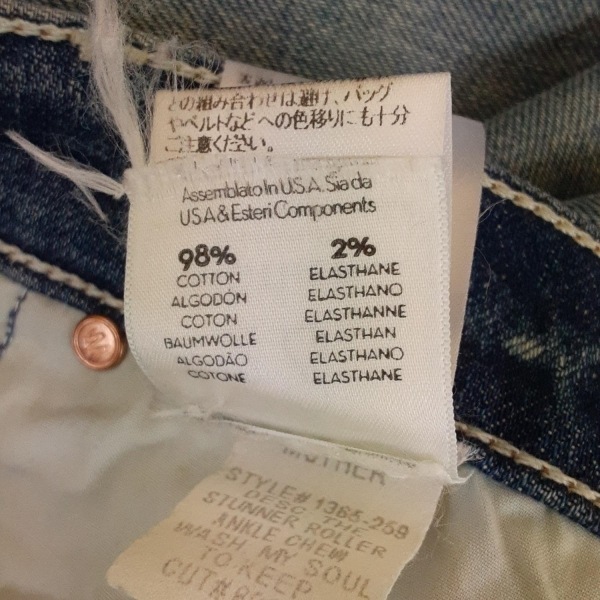 の組み合わせは避け、バッグ
やベルトなどへの色移りにも十分
ご注意ください。
Assemblato In U.S.A. Sia da
USA & Esteri Components
98% 2%
COTTON ELASTHANE
ALGODÓN ELASTHANO
COTON ELASTHANNE
BAUMWOLLE ELASTHAN
ALGODÃO ELASTHANO
COTONE ELASTHANE
MOTHER
STYLE# 1365-259
DESC THE
STUNNER ROLLER
ANKLE CHEW
WASH MY SOUL
TO KEEP
CUT#